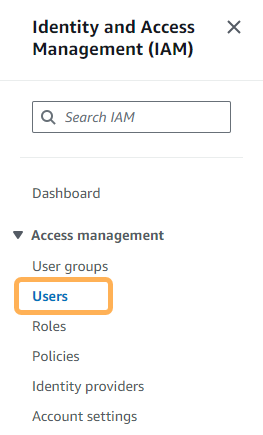 Identity and Access
Management (IAM)
Search IAM
Dashboard
Access management
User groups
Users
Roles
Policies
Identity providers
Account settings